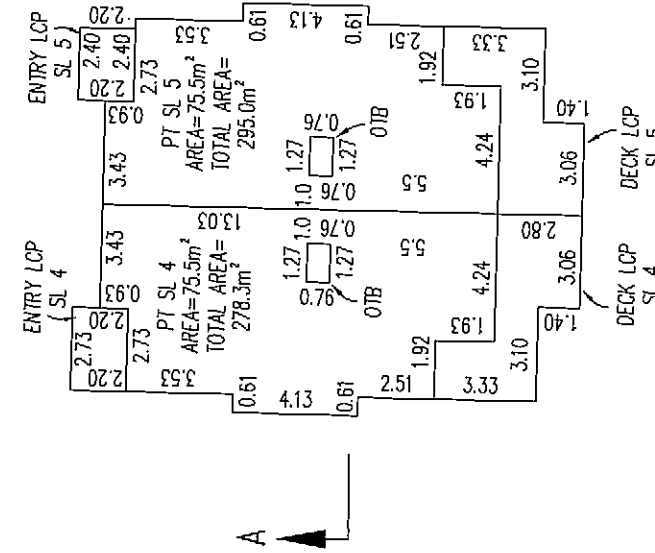 ENTRY LCP
SL 5
2.20
2.40
2.40
2.20
2.73
0.93
3.53
0.61
4.13
0.61
2.51
3.33
1.92
1.93
3.10
1.40
3.43
PT SL 5
AREA=75.5m²
TOTAL AREA=
295.0m²
0.76
1.27
1.27
0.76
OTB
1.0
5.5
4.24
3.06
DECK LCP
SL 5
13.03
2.80
ENTRY LCP
SL 4
3.43
0.93
2.20
2.73
2.73
2.20
PT SL 4
AREA=75.5m²
TOTAL AREA=
278.3m²
1.0
0.76
1.27
1.27
0.76
OTB
5.5
4.24
3.06
1.93
1.92
1.40
3.10
3.53
0.61
4.13
0.61
2.51
3.33
DECK LCP
SL 4
A